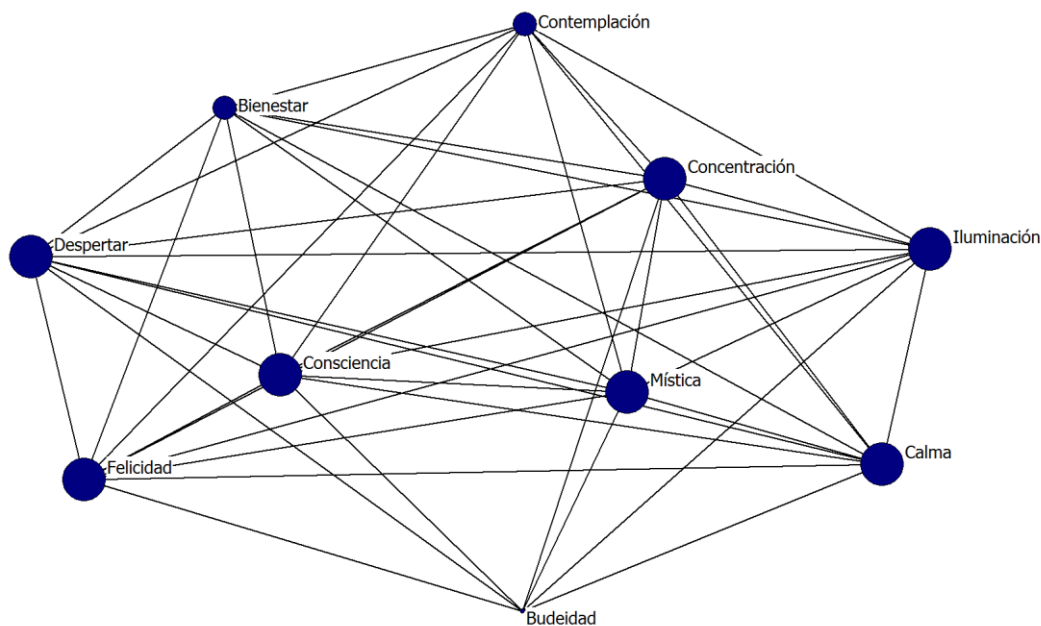 Contemplación
Bienestar
Concentración
Despertar
Iluminación
Consciencia
Mística
Felicidad
Calma
Budeidad